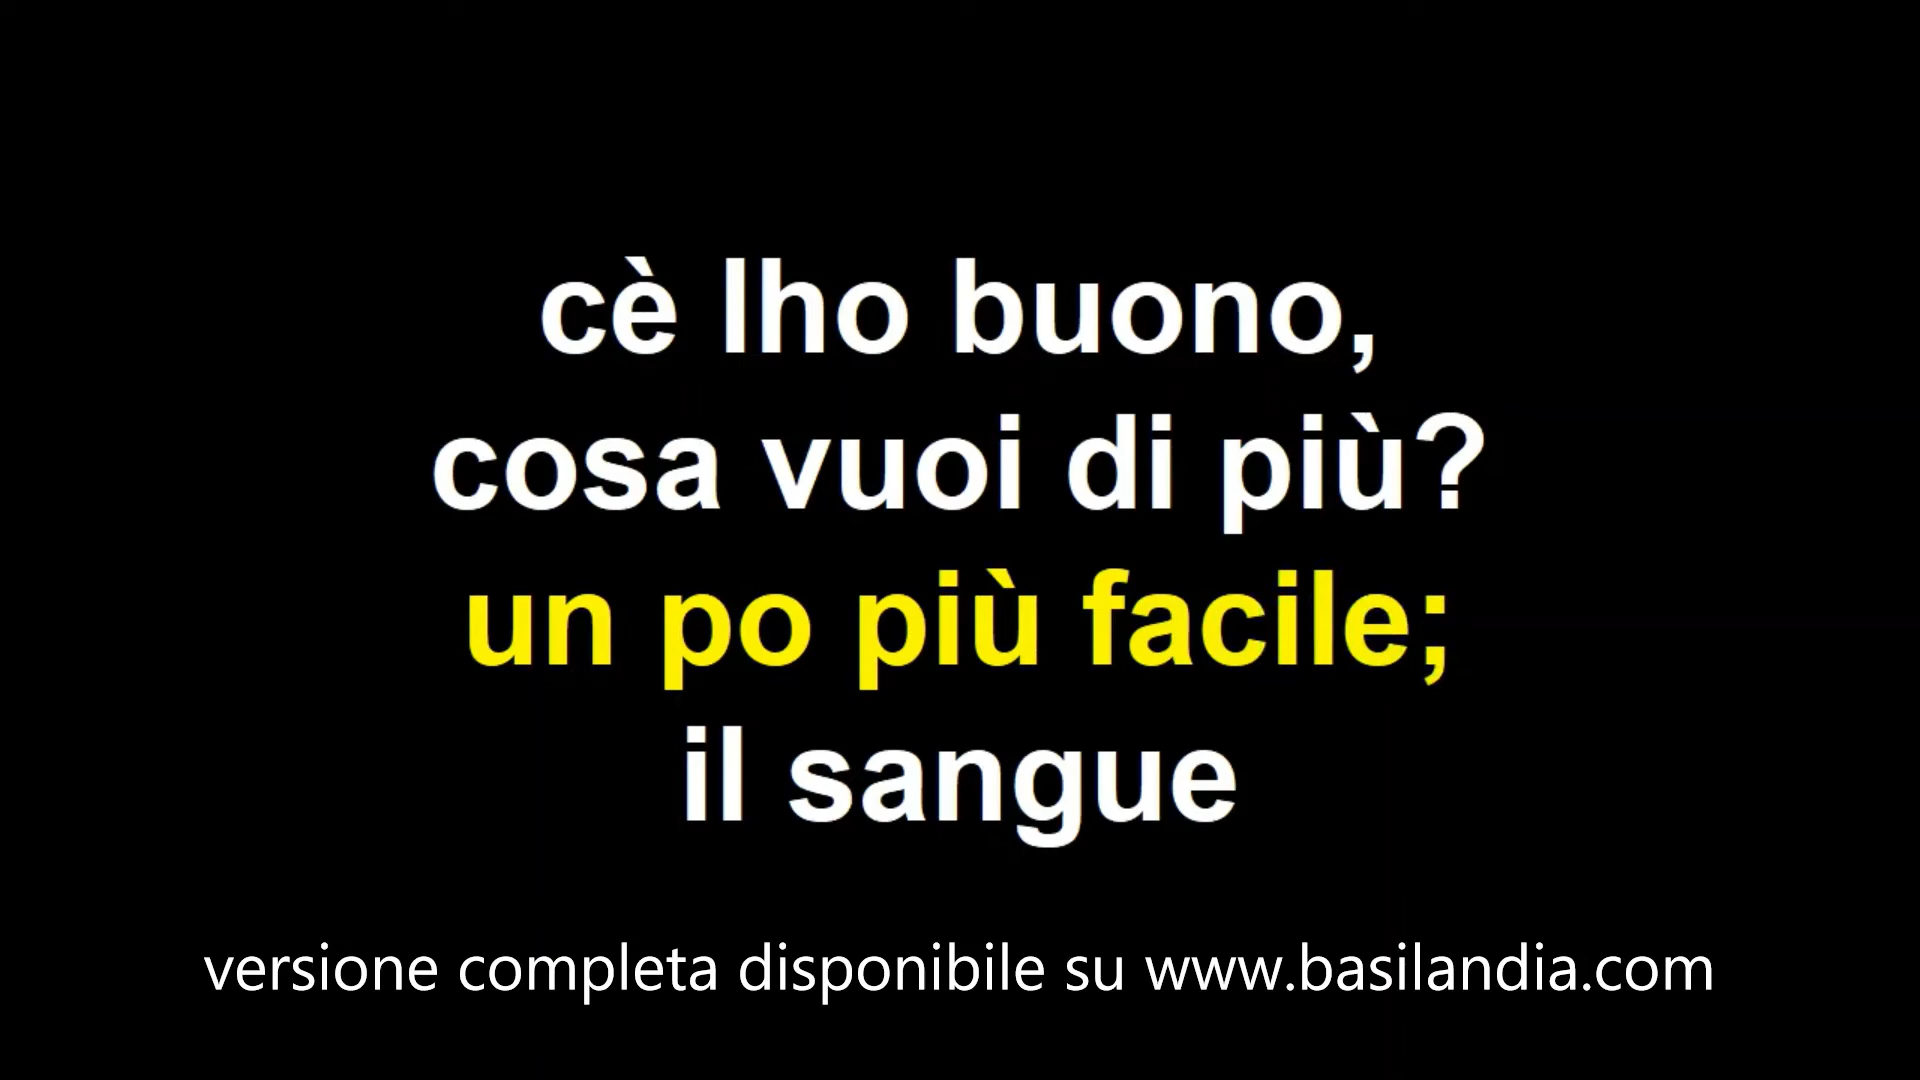 cè lho buono,
cosa vuoi di più?
un po più facile;
il sangue
versione completa disponibile su www.basilandia.com